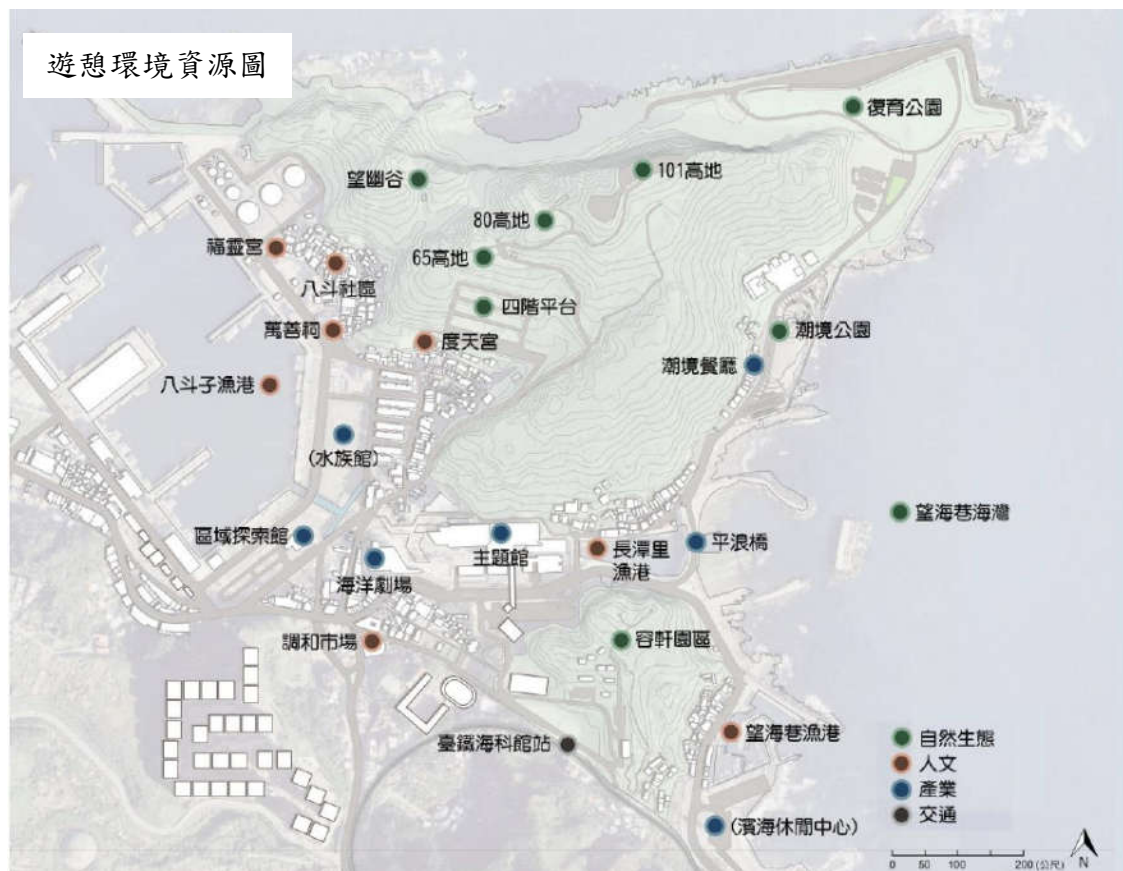 遊憩環境資源圖
復育公園
101高地
望幽谷
80高地
福靈宮
65高地
八斗社區
四階平台
萬善祠
度天宮
潮境公園
潮境餐廳
八斗子漁港
(水族館)
望海巷海灣
區域探索館
主題館
長潭里
漁港
平浪橋
海洋劇場
調和市場
容軒園區
望海巷漁港
臺鐵海科館站
(濱海休閒中心)
自然生態
人文
產業
交通
0 50 100 200 (公尺)
N